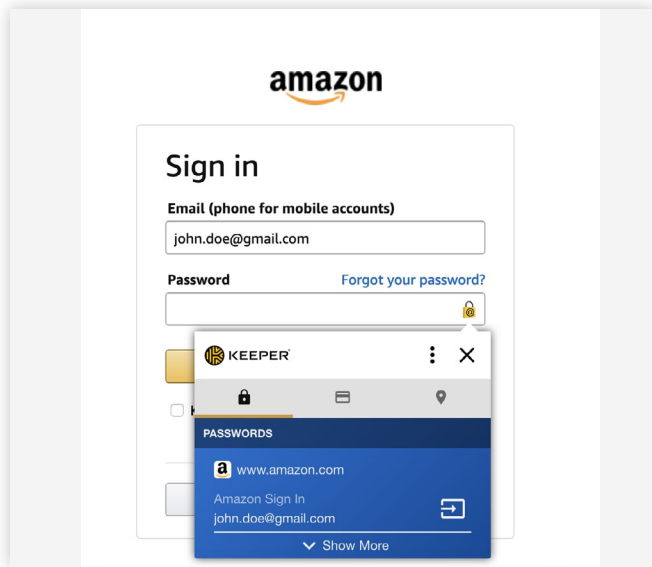 amazon
Sign in
Email (phone for mobile accounts)
john.doe@gmail.com
Password Forgot your password?
KEEPER
PASSWORDS
a www.amazon.com
Amazon Sign In
john.doe@gmail.com
Show More